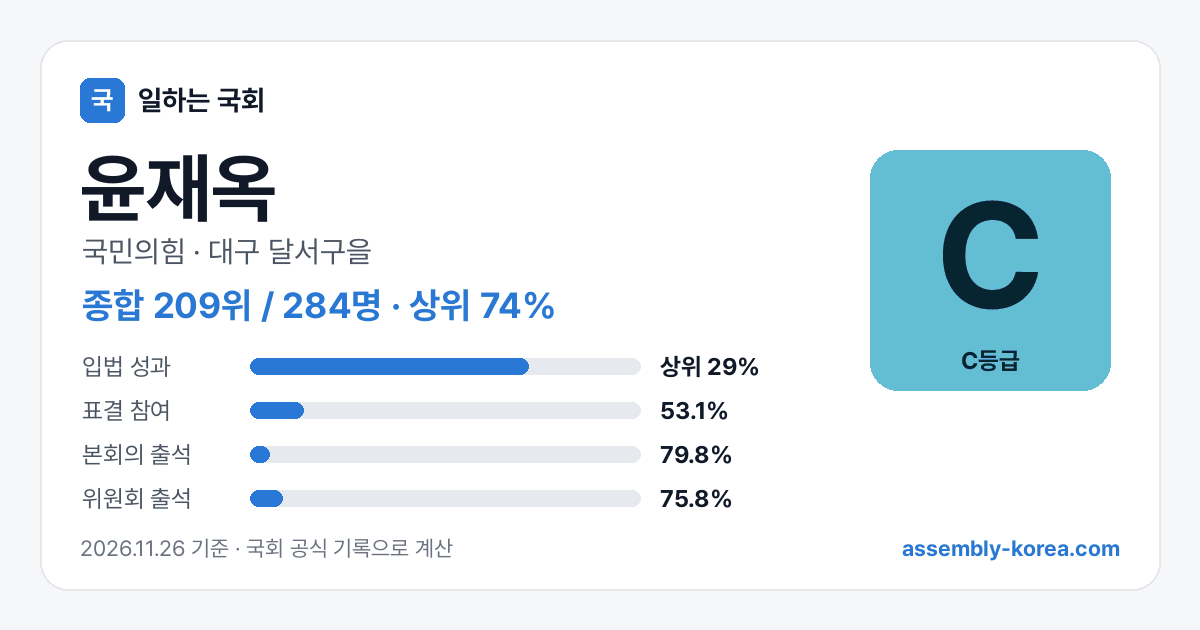 국 일하는 국회
윤재옥
국민의힘 · 대구 달서구을
종합 209위 / 284명 · 상위 74%
입법 성과 상위 29%
표결 참여 53.1%
본회의 출석 79.8%
위원회 출석 75.8%
C
C등급
2026.11.26 기준 · 국회 공식 기록으로 계산
assembly-korea.com